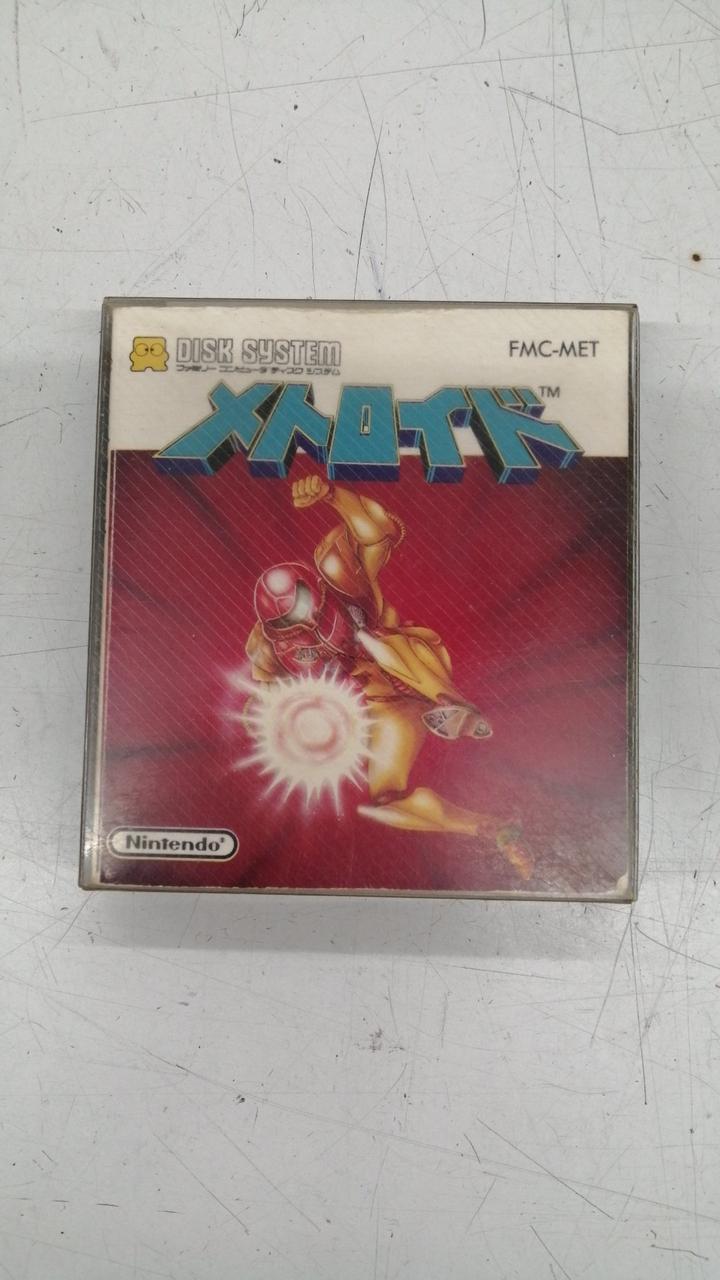 DISK SYSTEM
ファミリー コンピュータ ディスク システム
FMC-MET
メトロイド™
Nintendo®